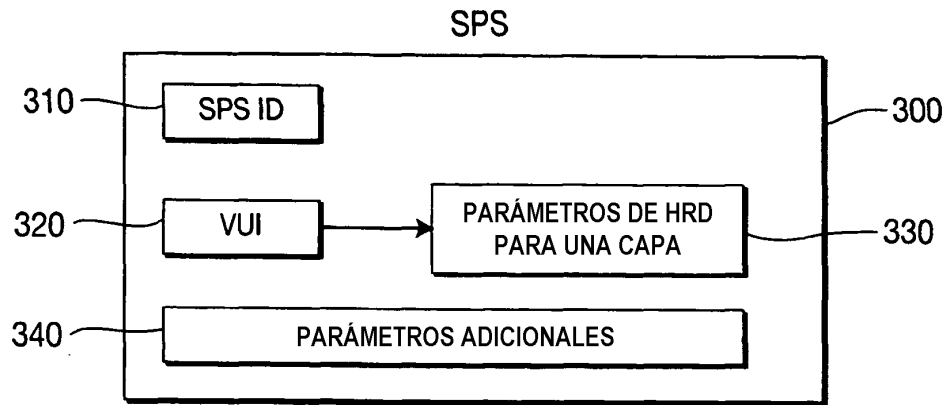 SPS
310
SPS ID
300
320
VUI
PARÁMETROS DE HRD
PARA UNA CAPA
330
340
PARÁMETROS ADICIONALES